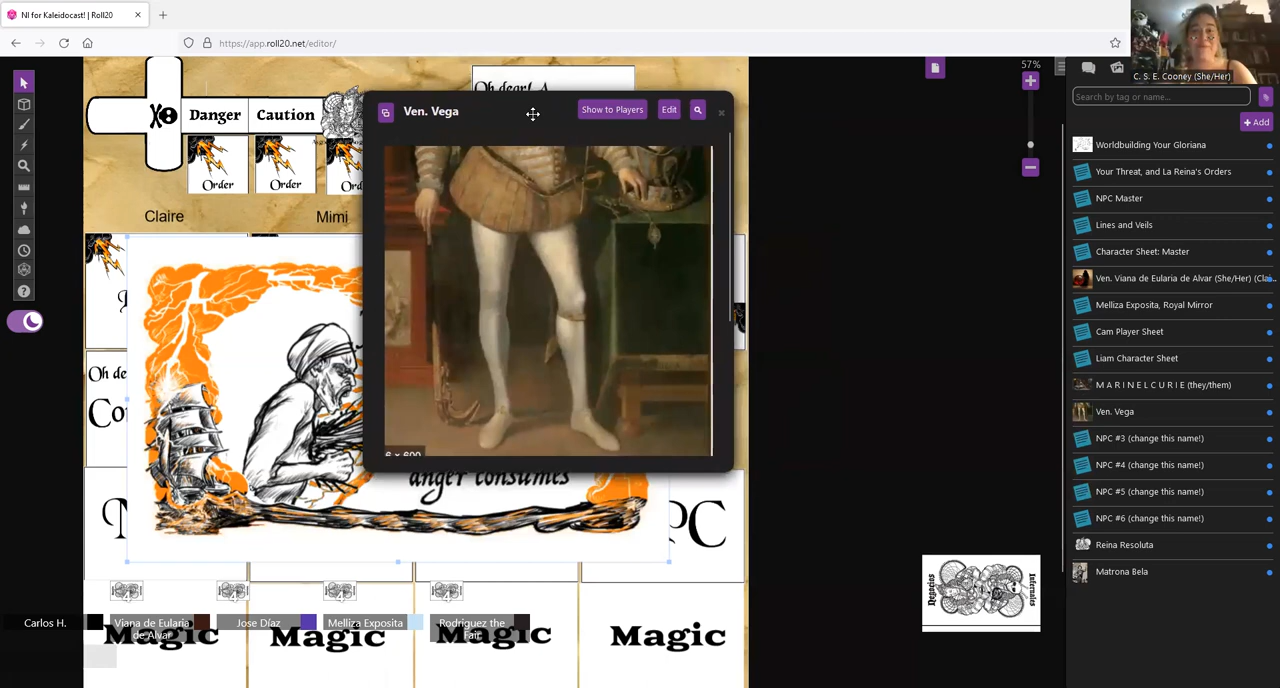 NI for Kaleidocast! | Roll20
https://app.roll20.net/editor/
C. S. E. Cooney (She/Her)
57%
Search by tag or name...
Add
Danger
Caution
Oh dear! A
Order
Order
Order
Claire
Mimi
Ven. Vega
Show to Players
Edit
6 × 600
Oh de
Co
anger consumes
N
PC
Worldbuilding Your Gloriana
Your Threat, and La Reina's Orders
NPC Master
Lines and Veils
Character Sheet: Master
Ven. Viana de Eularia de Alvar (She/Her) (Cla...
Melliza Exposita, Royal Mirror
Cam Player Sheet
Liam Character Sheet
M A R I N E L C U R I E (they/them)
Ven. Vega
NPC #3 (change this name!)
NPC #4 (change this name!)
NPC #5 (change this name!)
NPC #6 (change this name!)
Reina Resoluta
Matrona Bela
Negocios
Infernales
Carlos H.
Viana de Eularia
de Alvar
Jose Díaz
Melliza Exposita
Rodriguez the
Fair
Magic
Magic
Magic
Magic